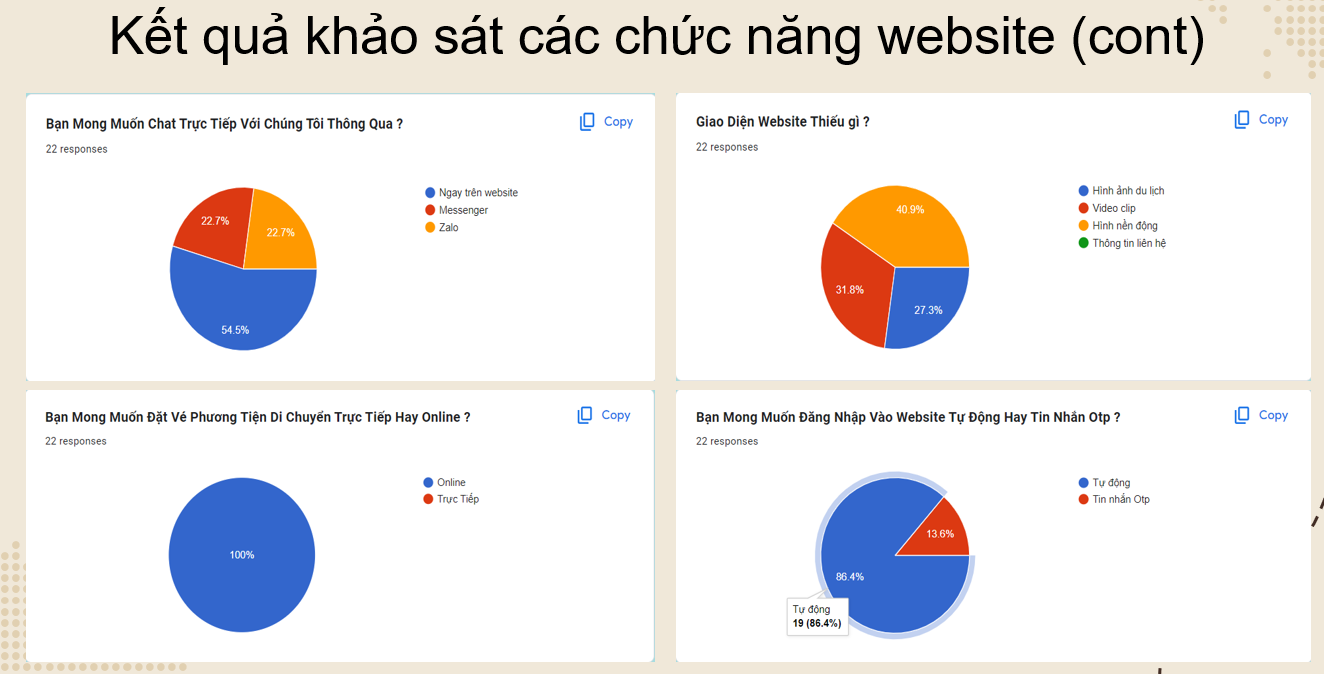 Kết quả khảo sát các chức năng website (cont)
Bạn Mong Muốn Chat Trực Tiếp Với Chúng Tôi Thông Qua ?
Copy
22 responses
Ngay trên website
Messenger
Zalo
22.7%
22.7%
54.5%
Giao Diện Website Thiếu gì ?
Copy
22 responses
Hình ảnh du lịch
Video clip
Hình nền động
Thông tin liên hệ
40.9%
31.8%
27.3%
Bạn Mong Muốn Đặt Vé Phương Tiện Di Chuyển Trực Tiếp Hay Online ?
Copy
22 responses
Online
Trực Tiếp
100%
Bạn Mong Muốn Đăng Nhập Vào Website Tự Động Hay Tin Nhắn Otp ?
Copy
22 responses
Tự động
Tin nhắn Otp
13.6%
86.4%
Tự động
19 (86.4%)